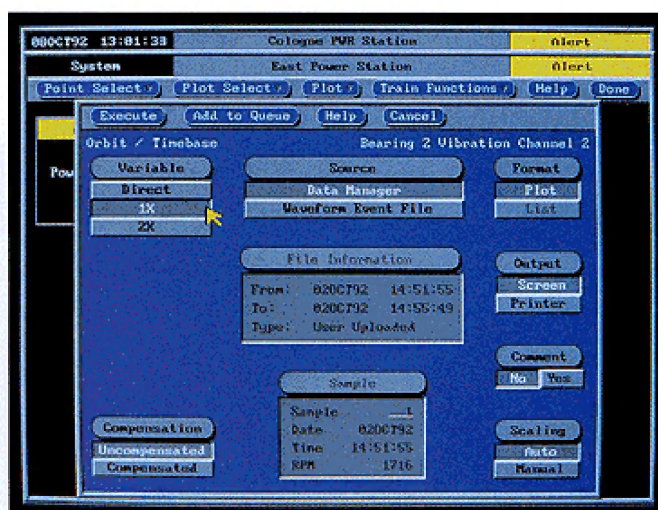 08OCT92 13:01:33 Cologne PWR Station Alert
System East Power Station Alert
Point Select Plot Select Plot Train Functions Help Done
Execute Add to Queue Help Cancel
Orbit / Timebase Bearing 2 Vibration Channel 2
Pow
Variable Source Format
Direct Data Manager Plot
1X Waveform Event File List
2X
File Information Output
From: 02OCT92 14:51:55 Screen
To: 02OCT92 14:55:49 Printer
Type: User Uploaded
Comment
No Yes
Sample
Sample 1
Compensation Date 02OCT92 Scaling
Uncompensated Time 14:51:55 Auto
Compensated RPM 1716 Manual